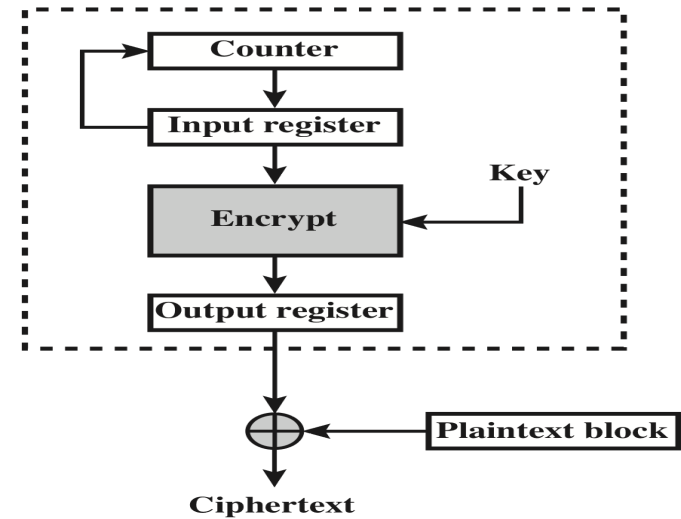 Counter
Input register
Key
Encrypt
Output register
Plaintext block
Ciphertext